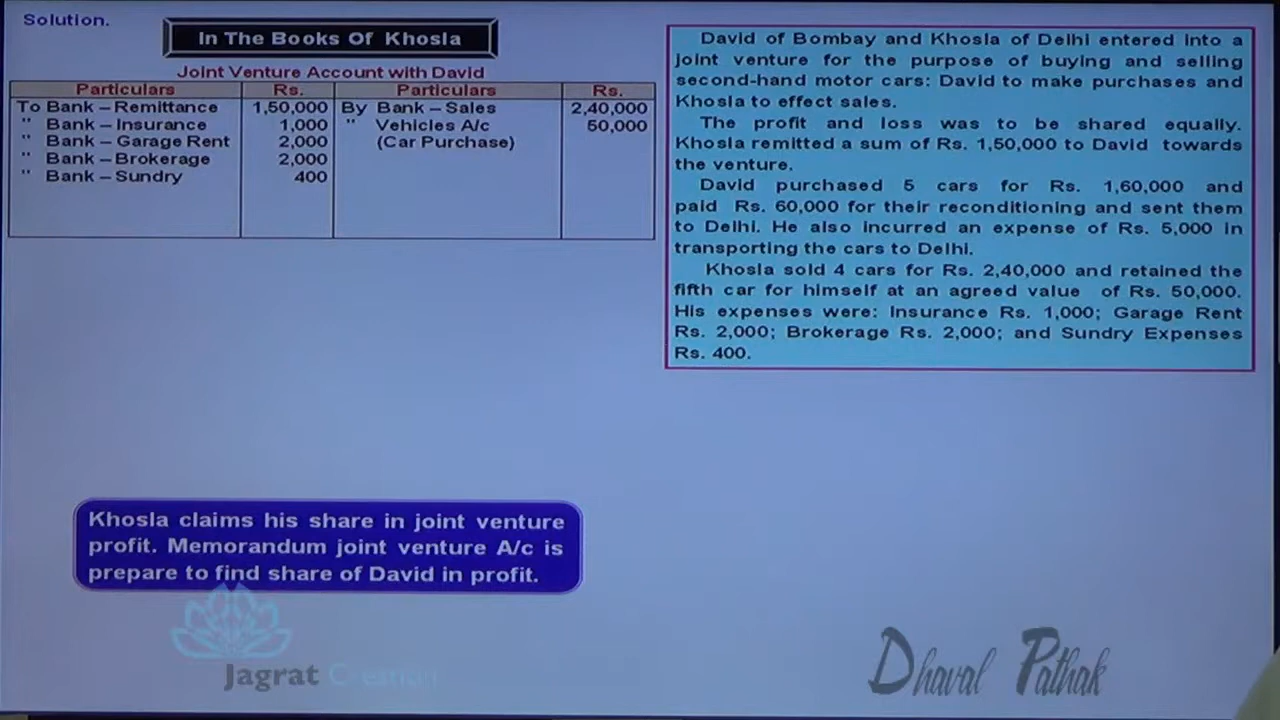 Solution.
In The Books Of Khosla
Joint Venture Account with David
Particulars Rs. Particulars Rs.
To Bank – Remittance 1,50,000 By Bank – Sales 2,40,000
" Bank – Insurance 1,000 " Vehicles A/c 50,000
" Bank – Garage Rent 2,000 (Car Purchase)
" Bank – Brokerage 2,000
" Bank – Sundry 400
David of Bombay and Khosla of Delhi entered into a
joint venture for the purpose of buying and selling
second-hand motor cars: David to make purchases and
Khosla to effect sales.
The profit and loss was to be shared equally.
Khosla remitted a sum of Rs. 1,50,000 to David towards
the venture.
David purchased 5 cars for Rs. 1,60,000 and
paid Rs. 60,000 for their reconditioning and sent them
to Delhi. He also incurred an expense of Rs. 5,000 in
transporting the cars to Delhi.
Khosla sold 4 cars for Rs. 2,40,000 and retained the
fifth car for himself at an agreed value of Rs. 50,000.
His expenses were: Insurance Rs. 1,000; Garage Rent
Rs. 2,000; Brokerage Rs. 2,000; and Sundry Expenses
Rs. 400.
Khosla claims his share in joint venture
profit. Memorandum joint venture A/c is
prepare to find share of David in profit.
Jagrat Creation
Dhaval Pathak